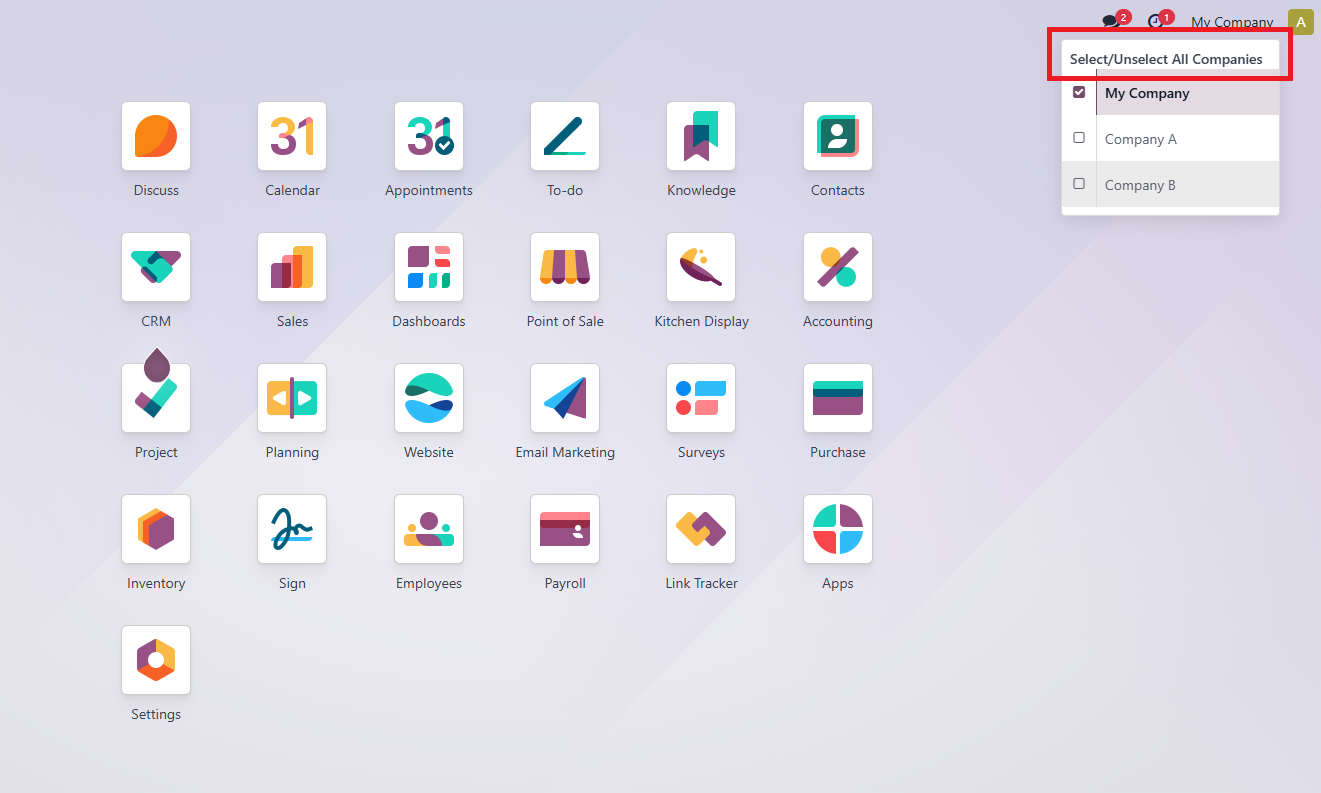 2
1
My Company
A
Select/Unselect All Companies
My Company
Company A
Company B
31
31
Discuss
Calendar
Appointments
To-do
Knowledge
Contacts
CRM
Sales
Dashboards
Point of Sale
Kitchen Display
Accounting
Project
Planning
Website
Email Marketing
Surveys
Purchase
Inventory
Sign
Employees
Payroll
Link Tracker
Apps
Settings